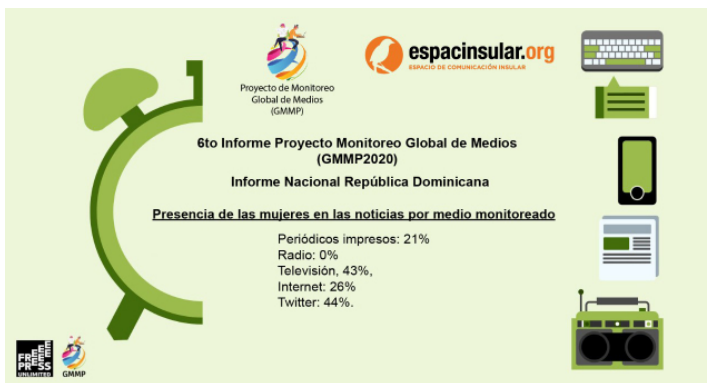 Proyecto de Monitoreo
Global de Medios
(GMMP)
espacinsular.org
ESPACIO DE COMUNICACIÓN INSULAR
6to Informe Proyecto Monitoreo Global de Medios
(GMMP2020)
Informe Nacional República Dominicana
Presencia de las mujeres en las noticias por medio monitoreado
Periódicos impresos: 21%
Radio: 0%
Televisión, 43%,
Internet: 26%
Twitter: 44%.
FREE
PRESS
UNLIMITED
GMMP